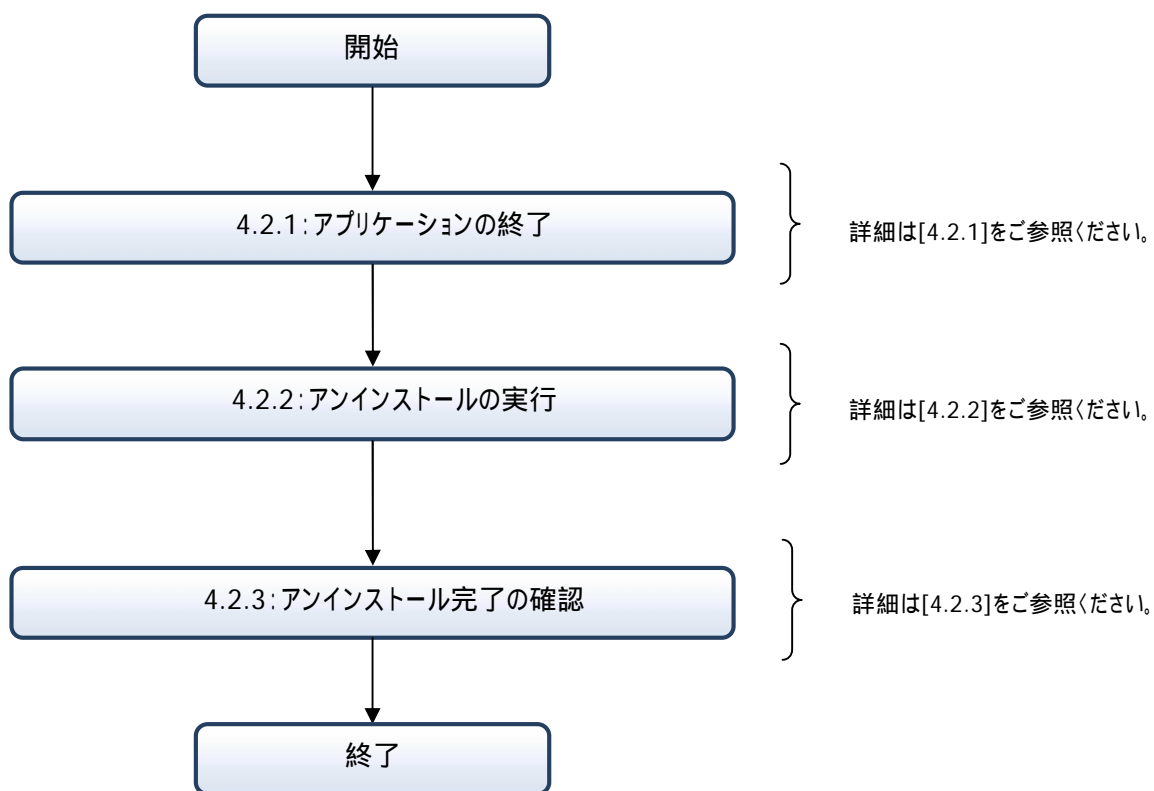 開始
4.2.1:アプリケーションの終了
詳細は[4.2.1]をご参照ください。
4.2.2:アンインストールの実行
詳細は[4.2.2]をご参照ください。
4.2.3:アンインストール完了の確認
詳細は[4.2.3]をご参照ください。
終了